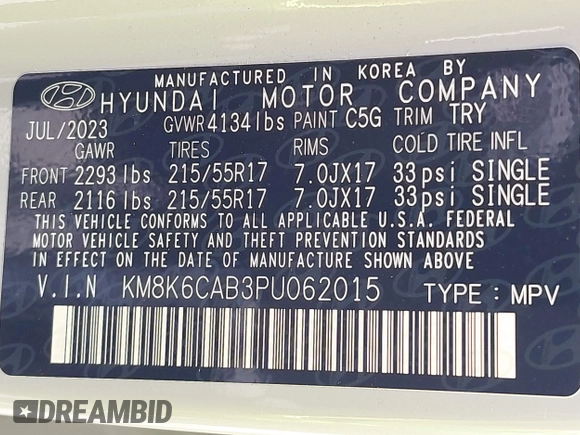 MANUFACTURED IN KOREA BY
HYUNDAI MOTOR COMPANY
JUL/2023 GVWR 4134lbs PAINT C5G TRIM TRY
GAWR TIRES RIMS COLD TIRE INFL
FRONT 2293lbs 215/55R17 7.0JX17 33psi SINGLE
REAR 2116lbs 215/55R17 7.0JX17 33psi SINGLE
THIS VEHICLE CONFORMS TO ALL APPLICABLE U.S.A. FEDERAL
MOTOR VEHICLE SAFETY AND THEFT PREVENTION STANDARDS
IN EFFECT ON THE DATE OF MANUFACTURE SHOWN ABOVE.
V.I.N KM8K6CAB3PU062015 TYPE : MPV
DREAMBID